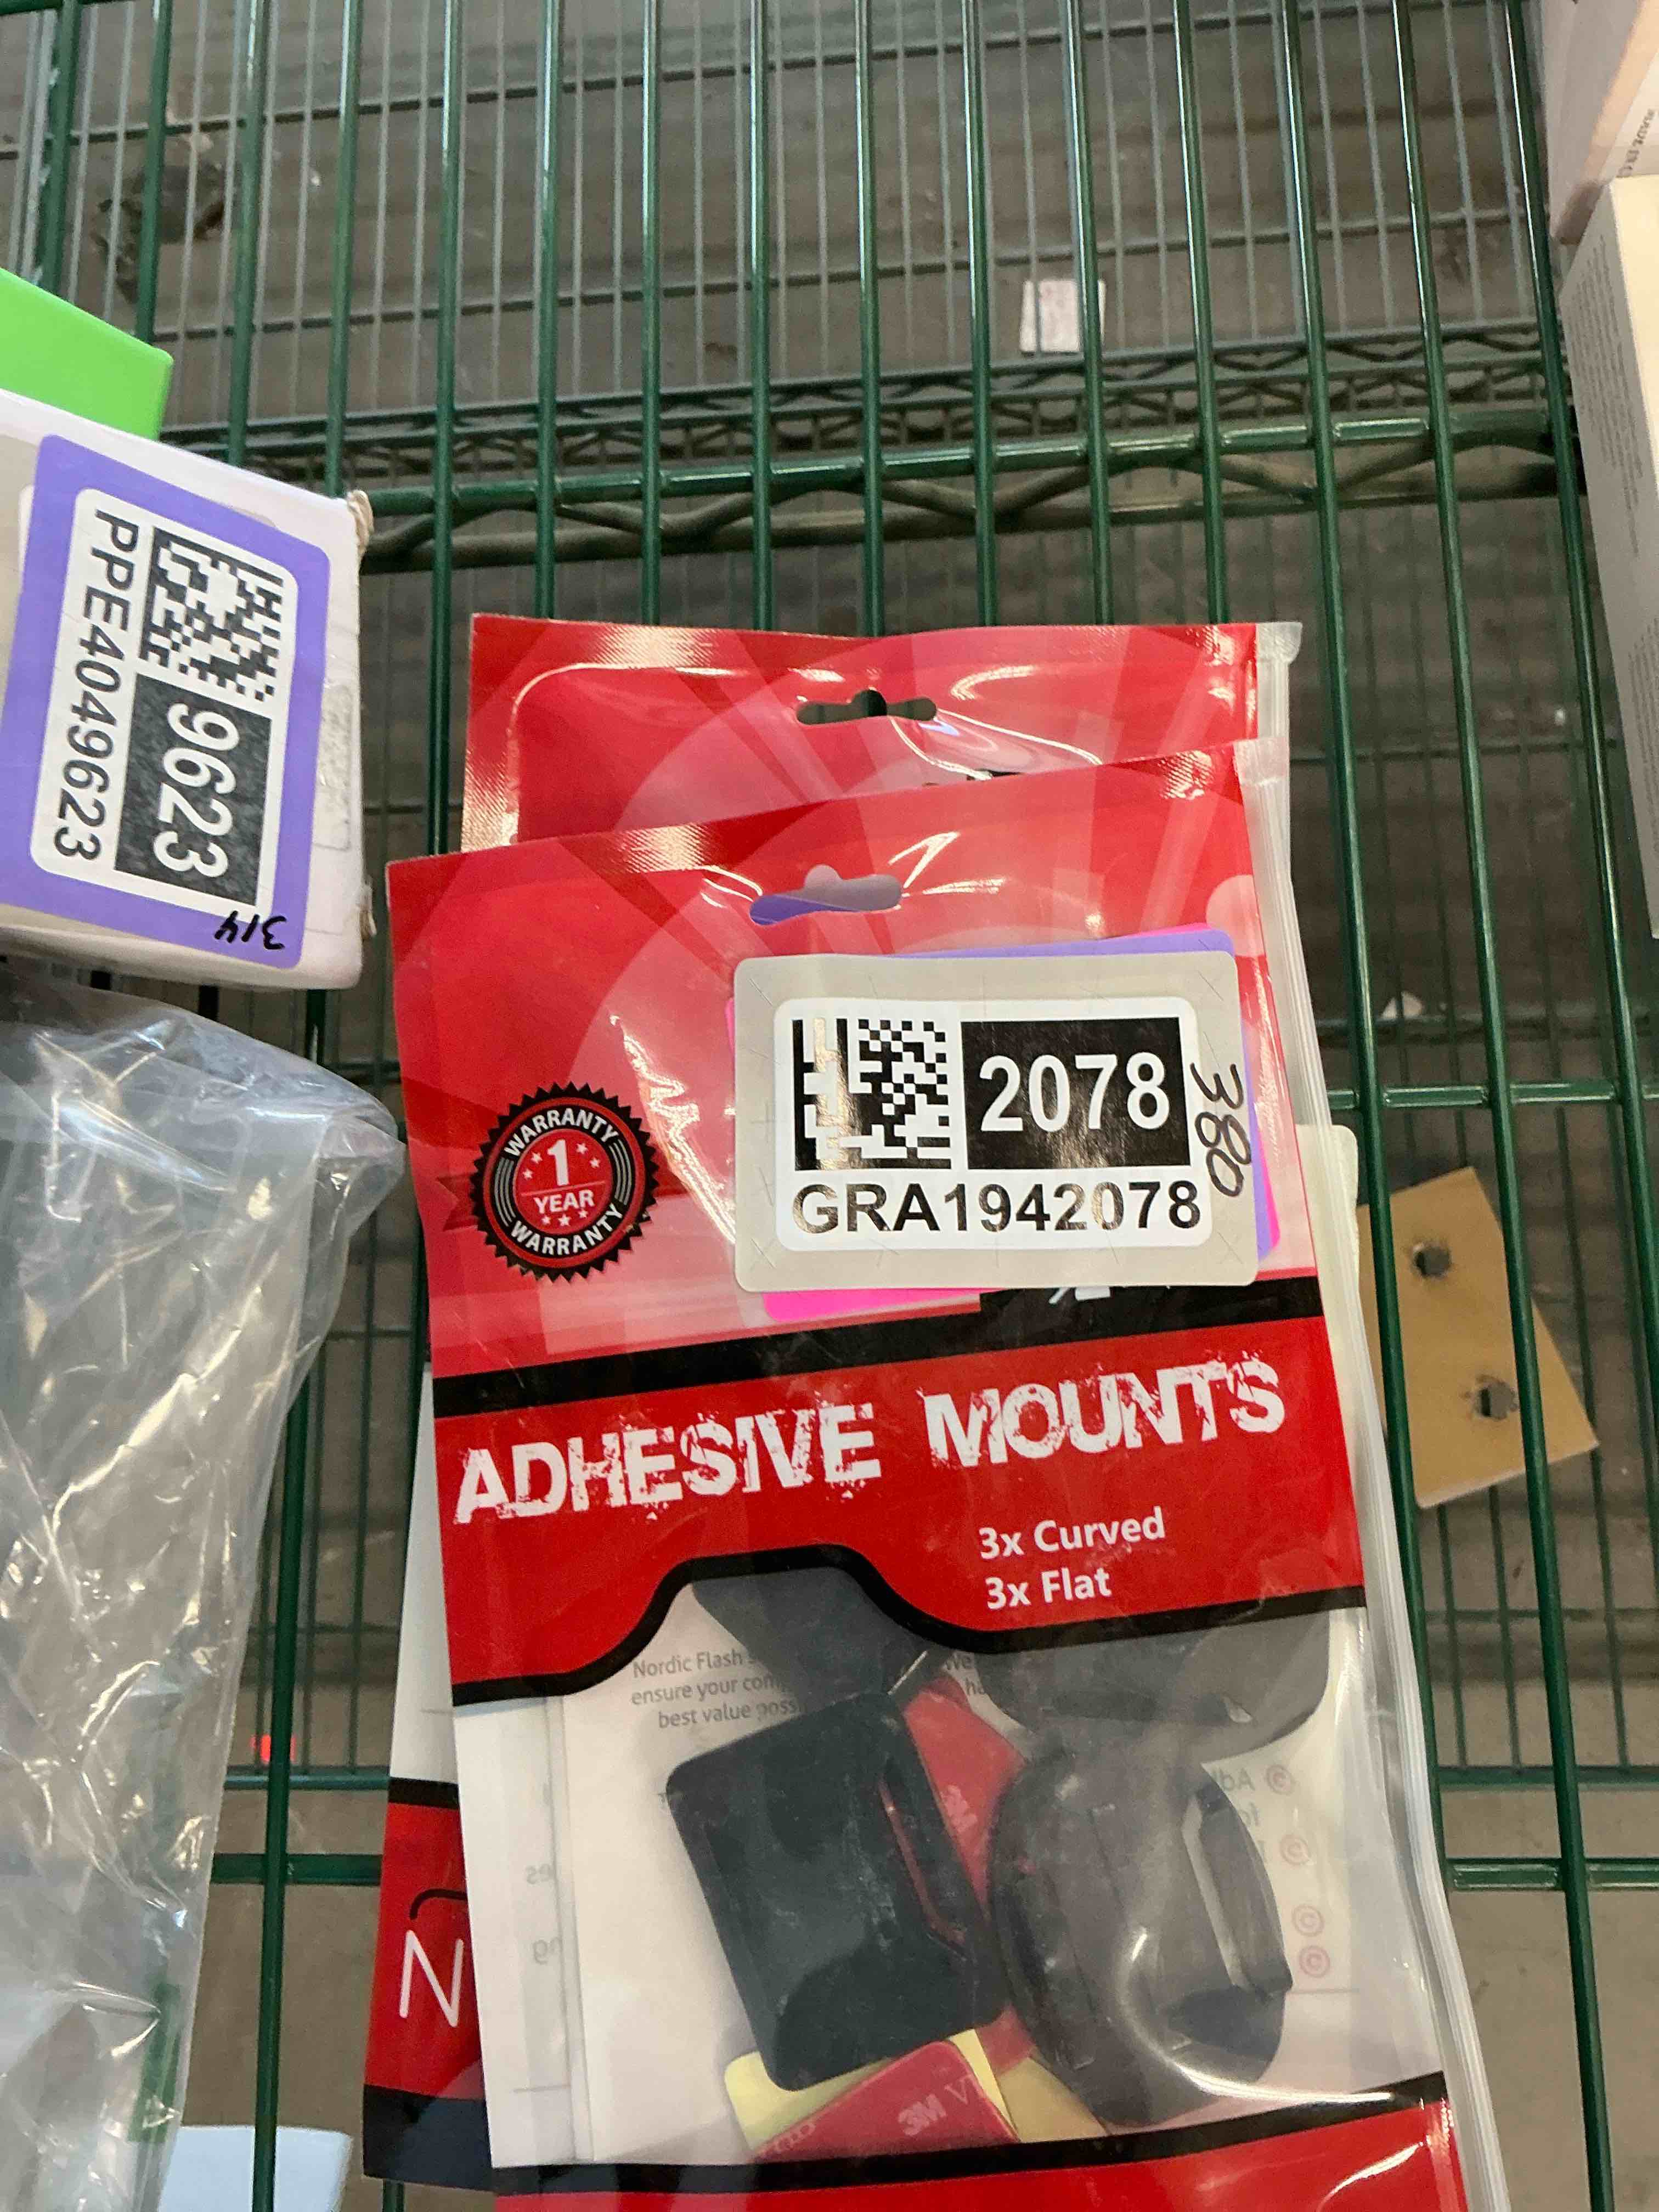 9623
PPE4049623
314
2078
GRA1942078
380
WARRANTY
1
YEAR
WARRANTY
ADHESIVE MOUNTS
3x Curved
3x Flat
Nordic Flash
ensure your
best value
3M
N